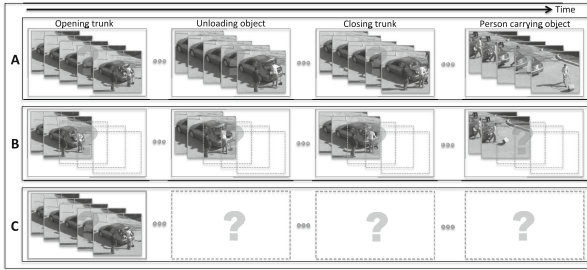 Time
Opening trunk Unloading object Closing trunk Person carrying object
A
B
C ? ? ?